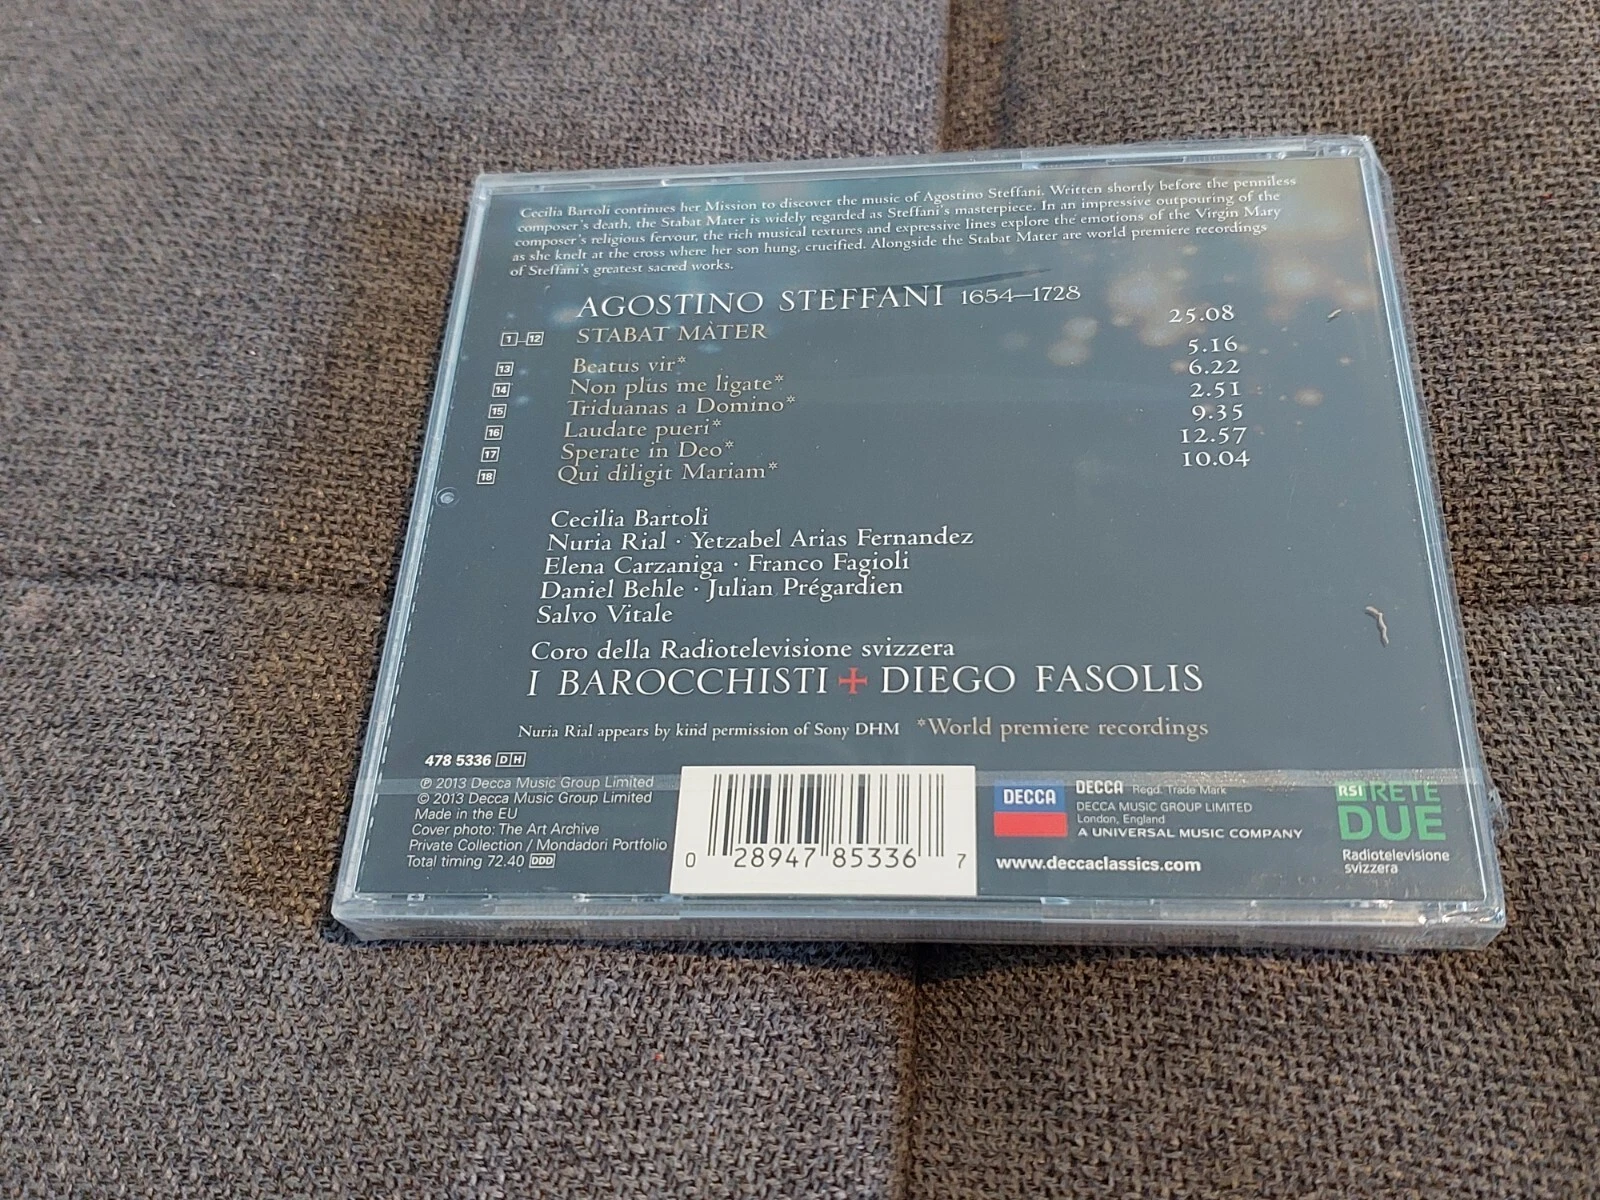 Cecilia Bartoli continues her Mission to discover the music of Agostino Steffani. Written shortly before the penniless
composer's death, the Stabat Mater is widely regarded as Steffani's masterpiece. In an impressive outpouring of the
composer's religious fervour, the rich musical textures and expressive lines explore the emotions of the Virgin Mary
as she knelt at the cross where her son hung, crucified. Alongside the Stabat Mater are world premiere recordings
of Steffani's greatest sacred works.
AGOSTINO STEFFANI 1654–1728
1–12 STABAT MATER 25.08
13 Beatus vir* 5.16
14 Non plus me ligate* 6.22
15 Triduanas a Domino* 2.51
16 Laudate pueri* 9.35
17 Sperate in Deo* 12.57
18 Qui diligit Mariam* 10.04
Cecilia Bartoli
Nuria Rial · Yetzabel Arias Fernandez
Elena Carzaniga · Franco Fagioli
Daniel Behle · Julian Prégardien
Salvo Vitale
Coro della Radiotelevisione svizzera
I BAROCCHISTI + DIEGO FASOLIS
Nuria Rial appears by kind permission of Sony DHM *World premiere recordings
478 5336 DH
℗ 2013 Decca Music Group Limited
© 2013 Decca Music Group Limited
Made in the EU
Cover photo: The Art Archive
Private Collection / Mondadori Portfolio
Total timing 72.40 DDD
0 28947 85336 7
DECCA
DECCA Regd. Trade Mark
DECCA MUSIC GROUP LIMITED
London, England
A UNIVERSAL MUSIC COMPANY
www.deccaclassics.com
RSI RETE
DUE
Radiotelevisione
svizzera